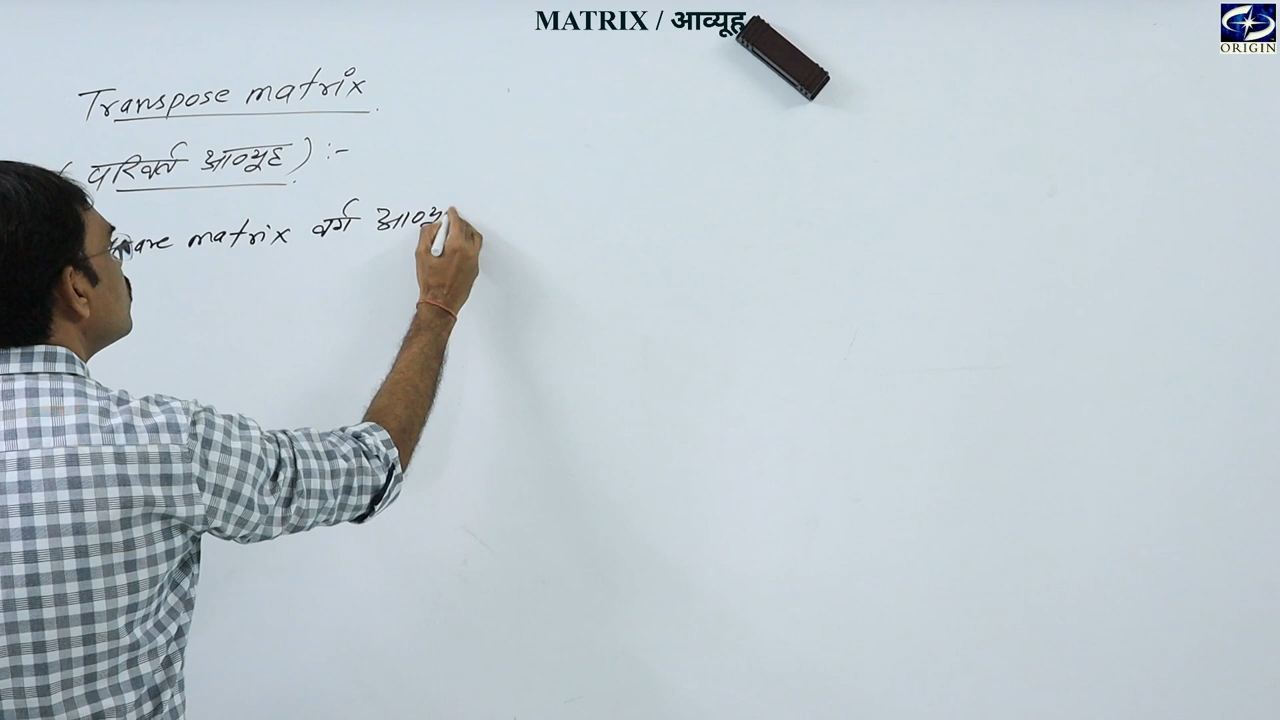 MATRIX / आव्यूह
ORIGIN
Transpose matrix
( परिवर्त आव्यूह ) :-
matrix वर्ग